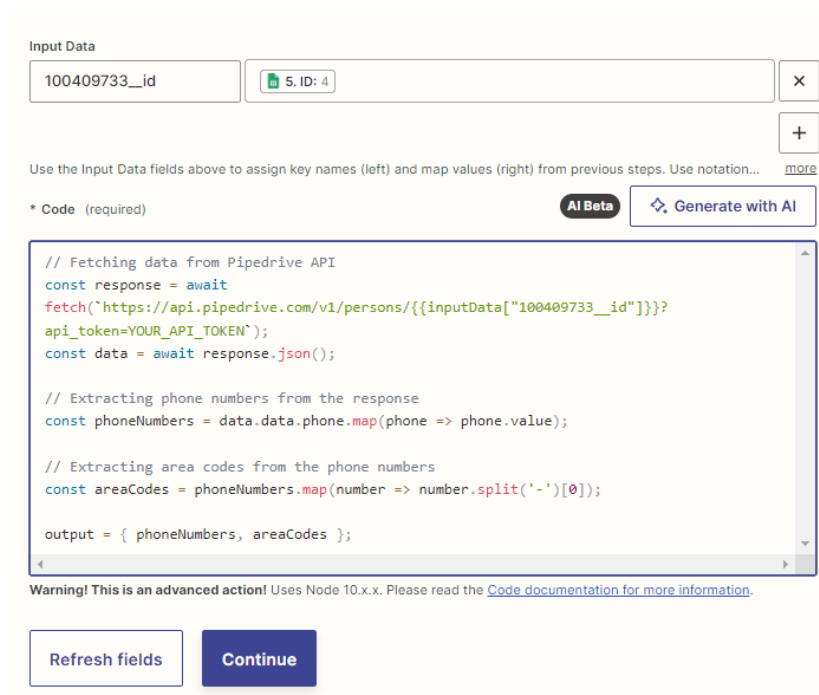 Input Data
100409733__id 5. ID: 4 ×
+
Use the Input Data fields above to assign key names (left) and map values (right) from previous steps. Use notation... more
* Code (required) AI Beta Generate with AI
// Fetching data from Pipedrive API
const response = await
fetch(`https://api.pipedrive.com/v1/persons/{{inputData["100409733__id"]}}?
api_token=YOUR_API_TOKEN`);
const data = await response.json();
// Extracting phone numbers from the response
const phoneNumbers = data.data.phone.map(phone => phone.value);
// Extracting area codes from the phone numbers
const areaCodes = phoneNumbers.map(number => number.split('-')[0]);
output = { phoneNumbers, areaCodes };
Warning! This is an advanced action! Uses Node 10.x.x. Please read the Code documentation for more information.
Refresh fields Continue